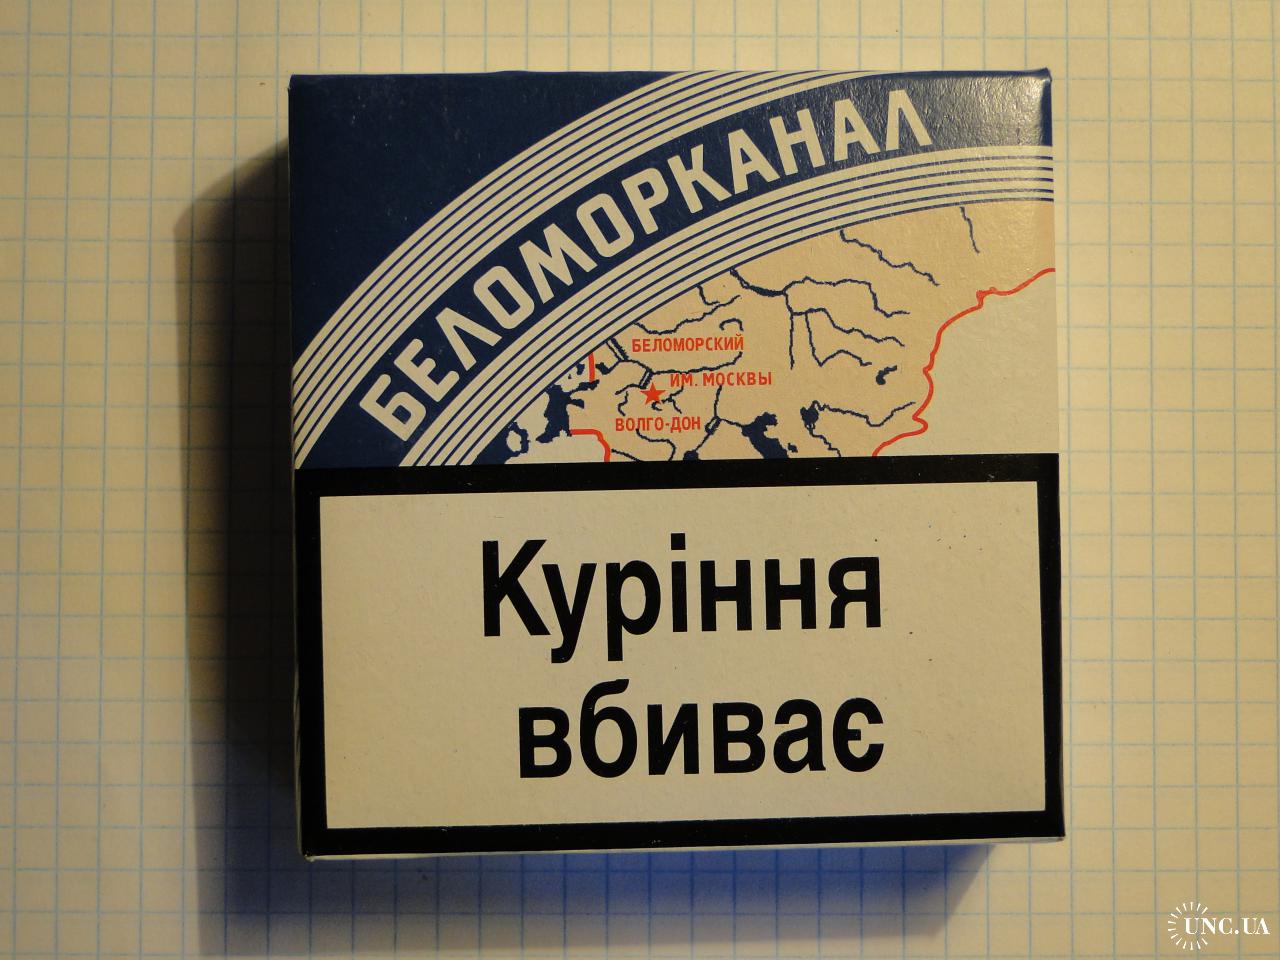 БЕЛОМОРКАНАЛ
БЕЛОМОРСКИЙ
ИМ. МОСКВЫ
ВОЛГО-ДОН
Куріння
вбиває
UNC.UA